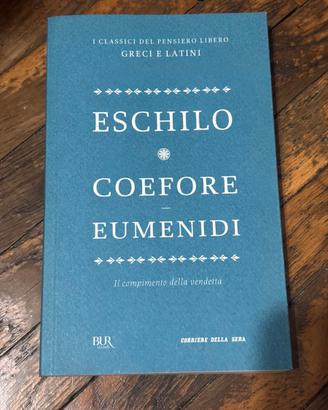 I CLASSICI DEL PENSIERO LIBERO
GRECI E LATINI
ESCHILO
COEFORE
—
EUMENIDI
Il compimento della vendetta
BUR
CORRIERE DELLA SERA